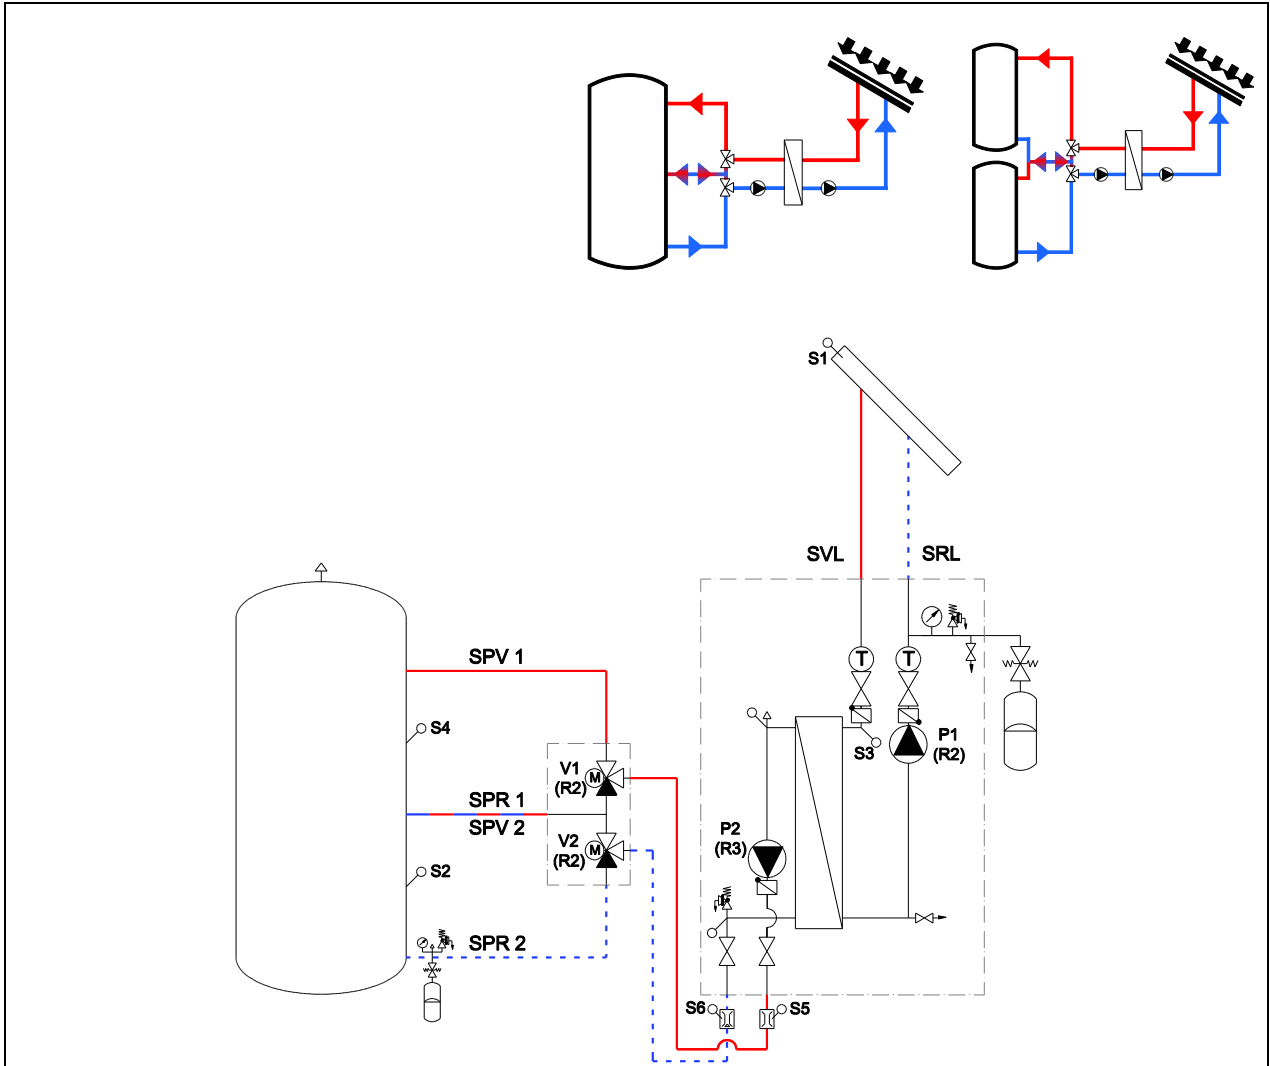 S1
SVL SRL
SPV 1
T T
S4
P1
(R2)
S3
V1
(R2)
M
SPR 1
SPV 2
P2
(R3)
V2
(R2)
M
S2
SPR 2
S6 S5